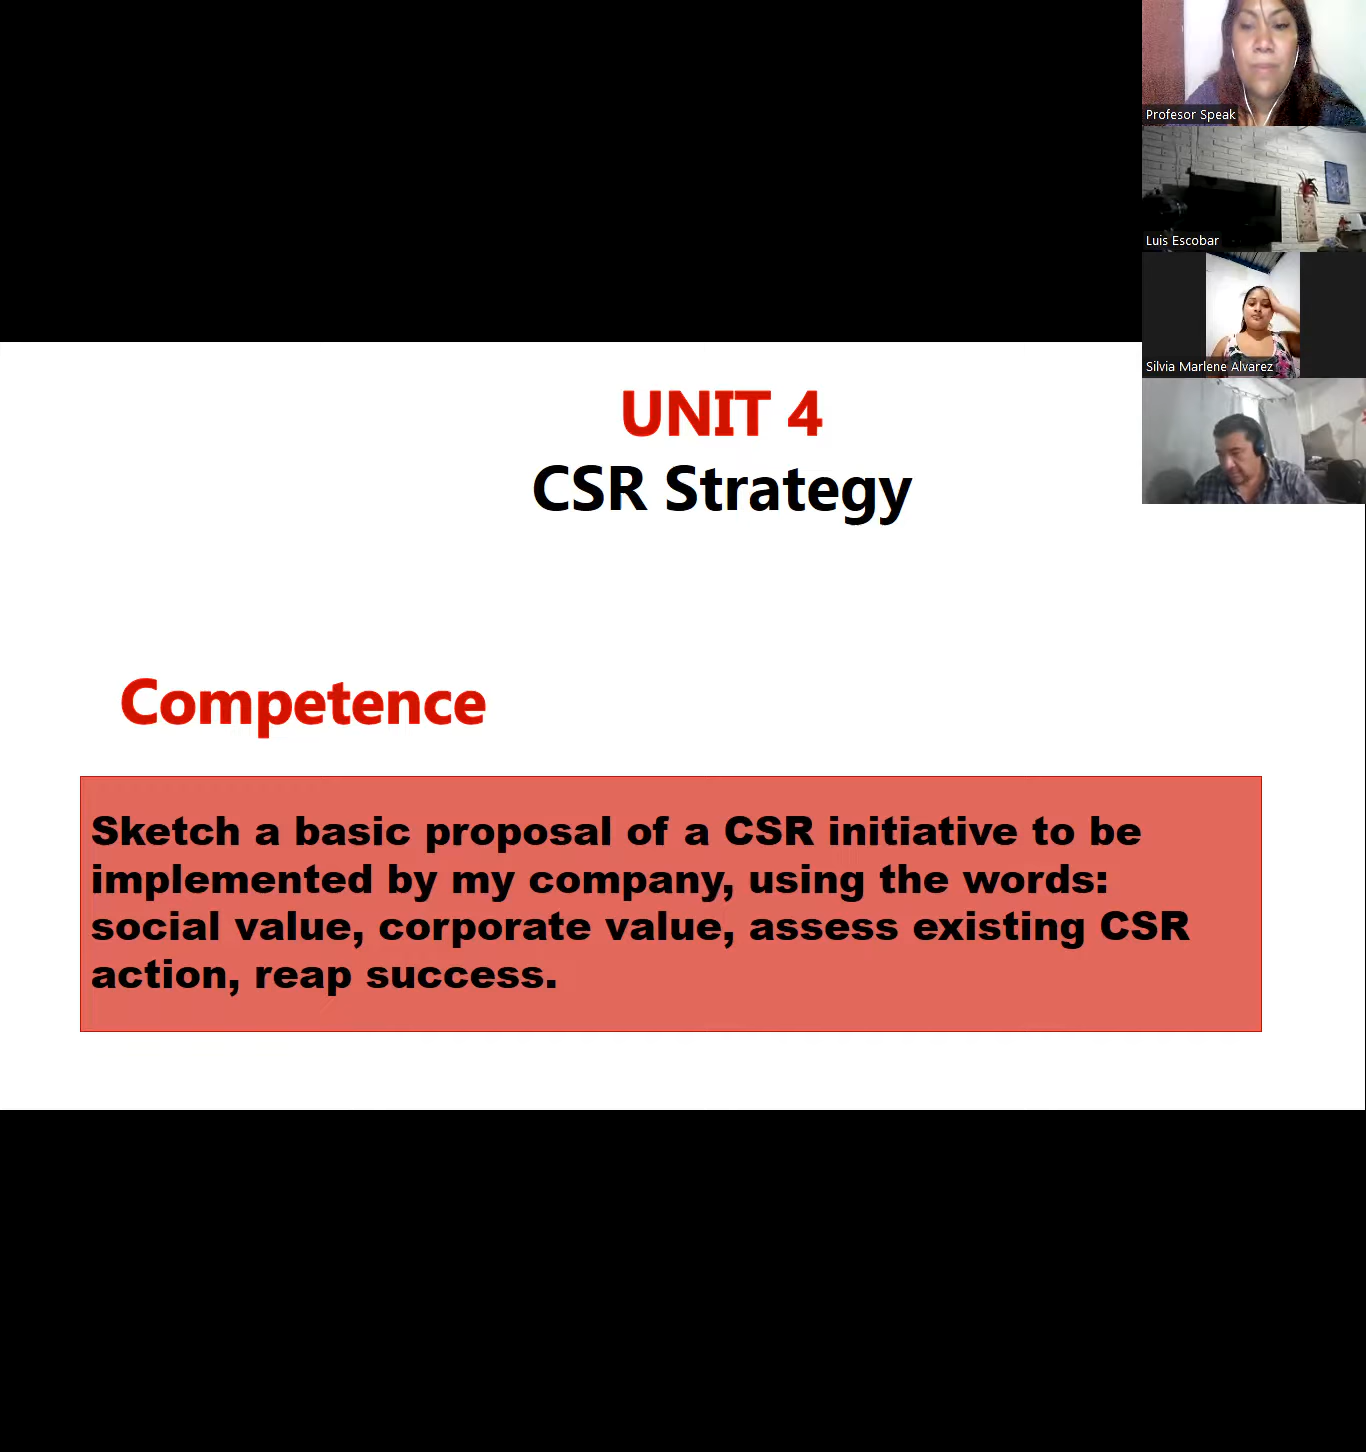 Profesor Speak
Luis Escobar
Silvia Marlene Alvarez
UNIT 4
CSR Strategy
Competence
Sketch a basic proposal of a CSR initiative to be
implemented by my company, using the words:
social value, corporate value, assess existing CSR
action, reap success.